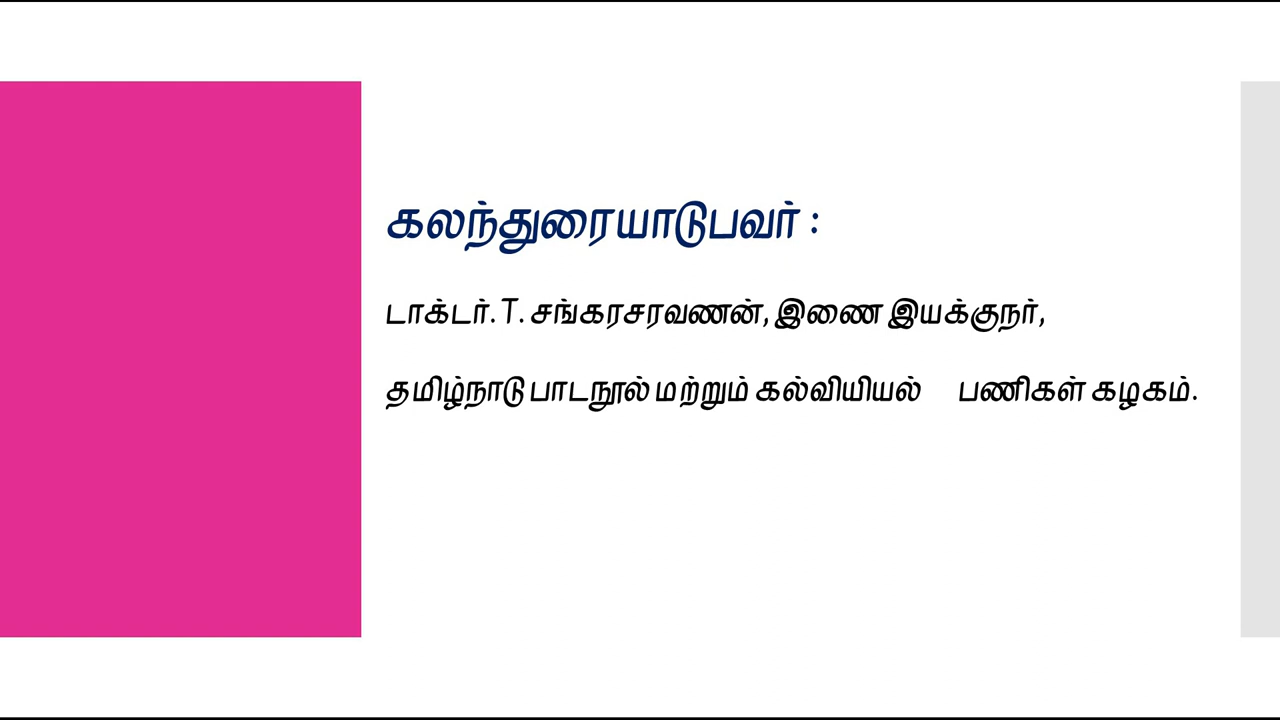 கலந்துரையாடுபவர் :
டாக்டர். T. சங்கரசரவணன், இணை இயக்குநர்,
தமிழ்நாடு பாடநூல் மற்றும் கல்வியியல் பணிகள் கழகம்.